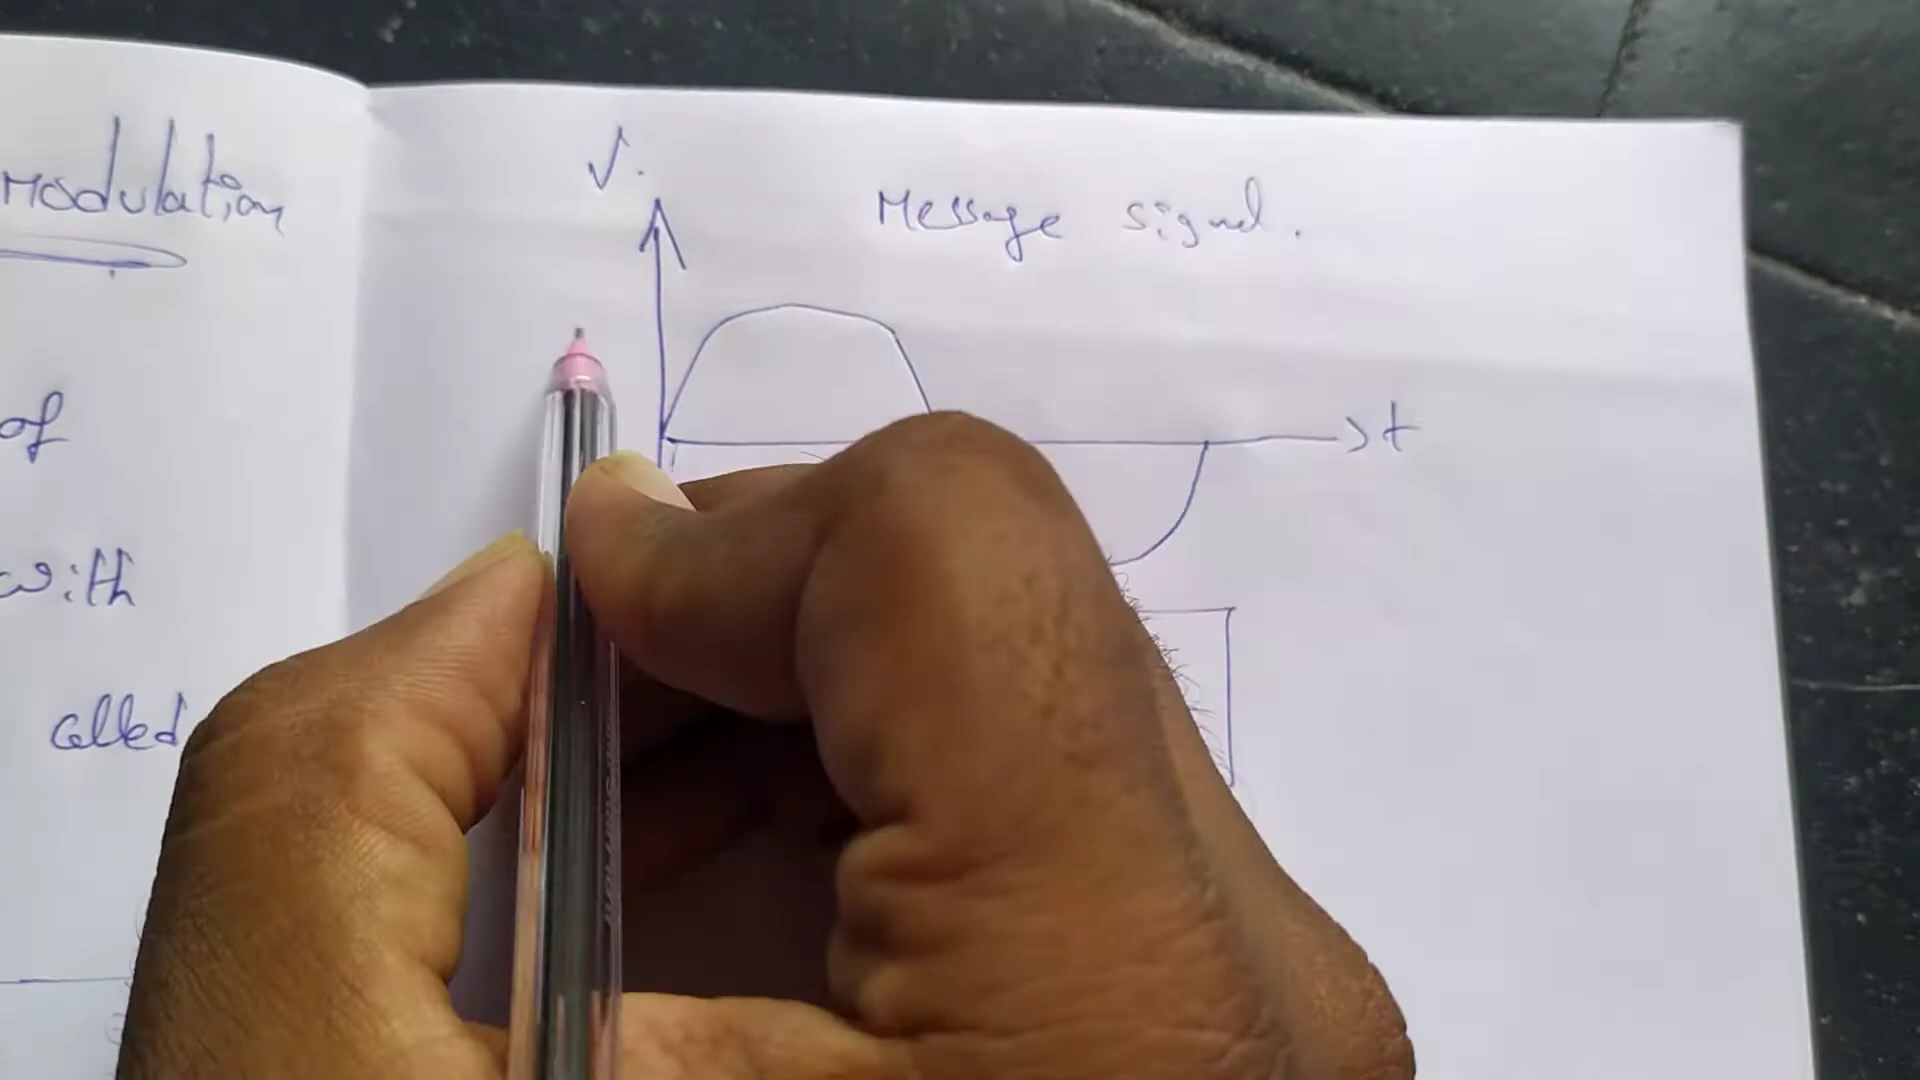 Modulation
of
with
called
V.
Message signal.
t